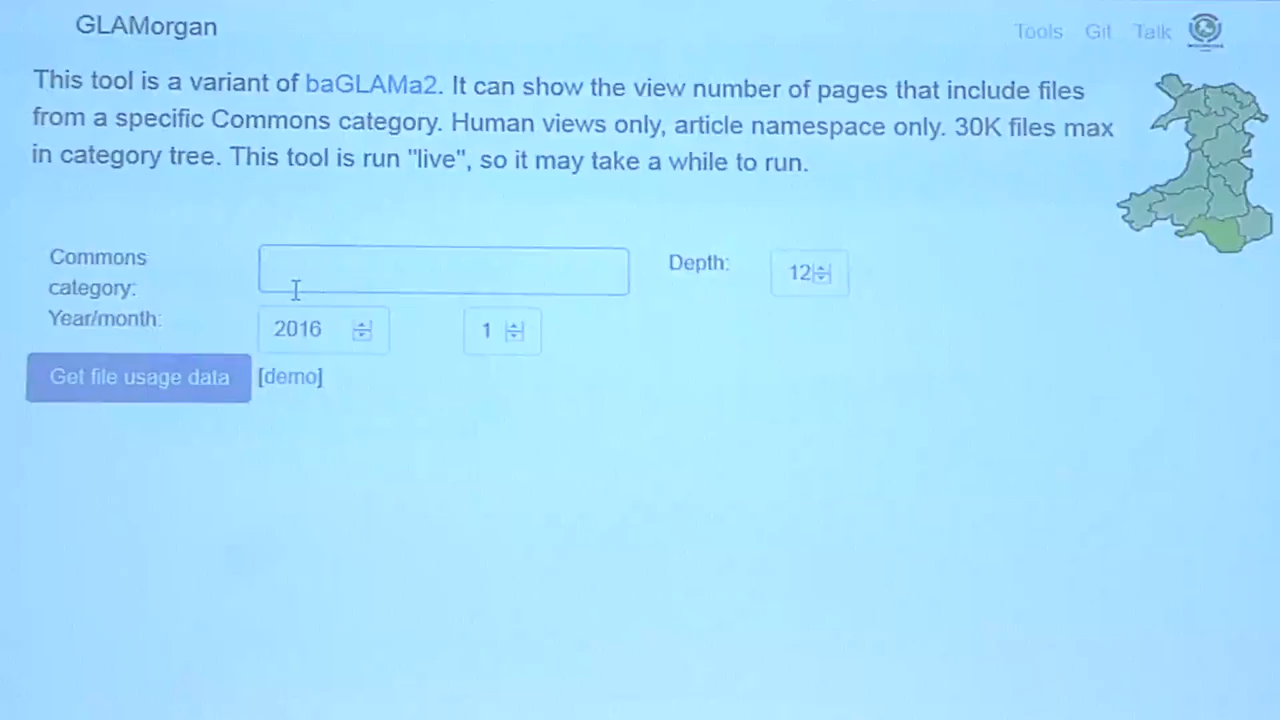 GLAMorgan
Tools Git Talk
This tool is a variant of baGLAMa2. It can show the view number of pages that include files
from a specific Commons category. Human views only, article namespace only. 30K files max
in category tree. This tool is run "live", so it may take a while to run.
Commons
category:
Depth:
12
Year/month:
2016
1
Get file usage data
[demo]